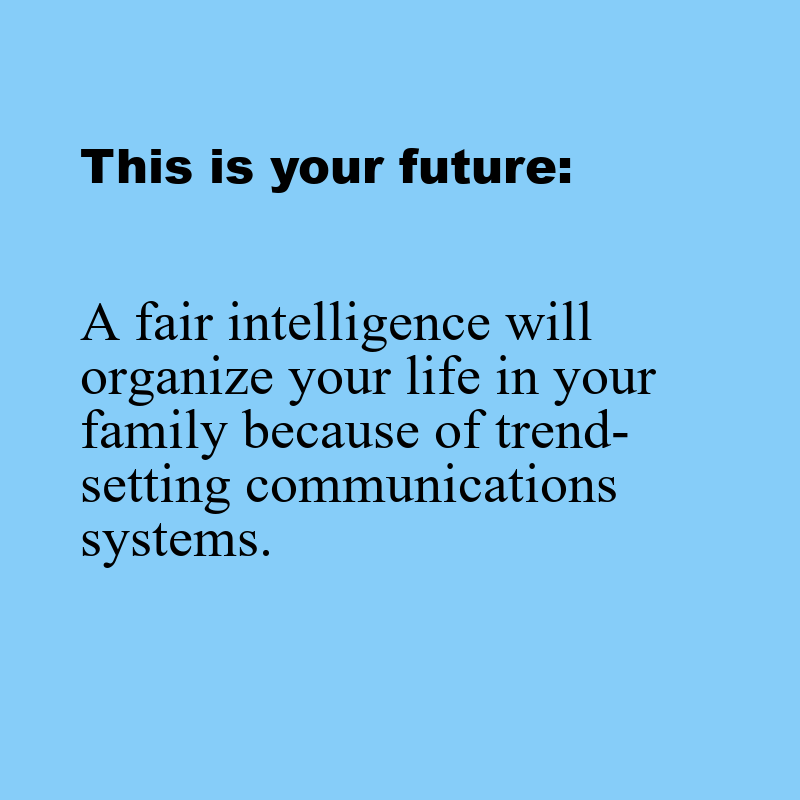 This is your future:
A fair intelligence will
organize your life in your
family because of trend-
setting communications
systems.